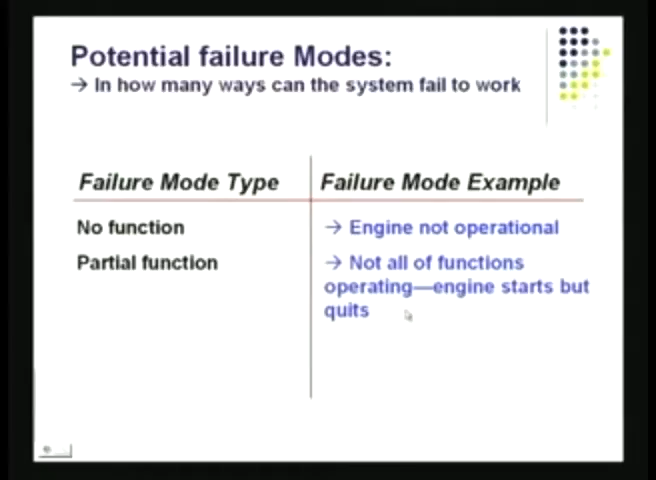 Potential failure Modes:
→ In how many ways can the system fail to work
Failure Mode Type
Failure Mode Example
No function
→ Engine not operational
Partial function
→ Not all of functions
operating—engine starts but
quits